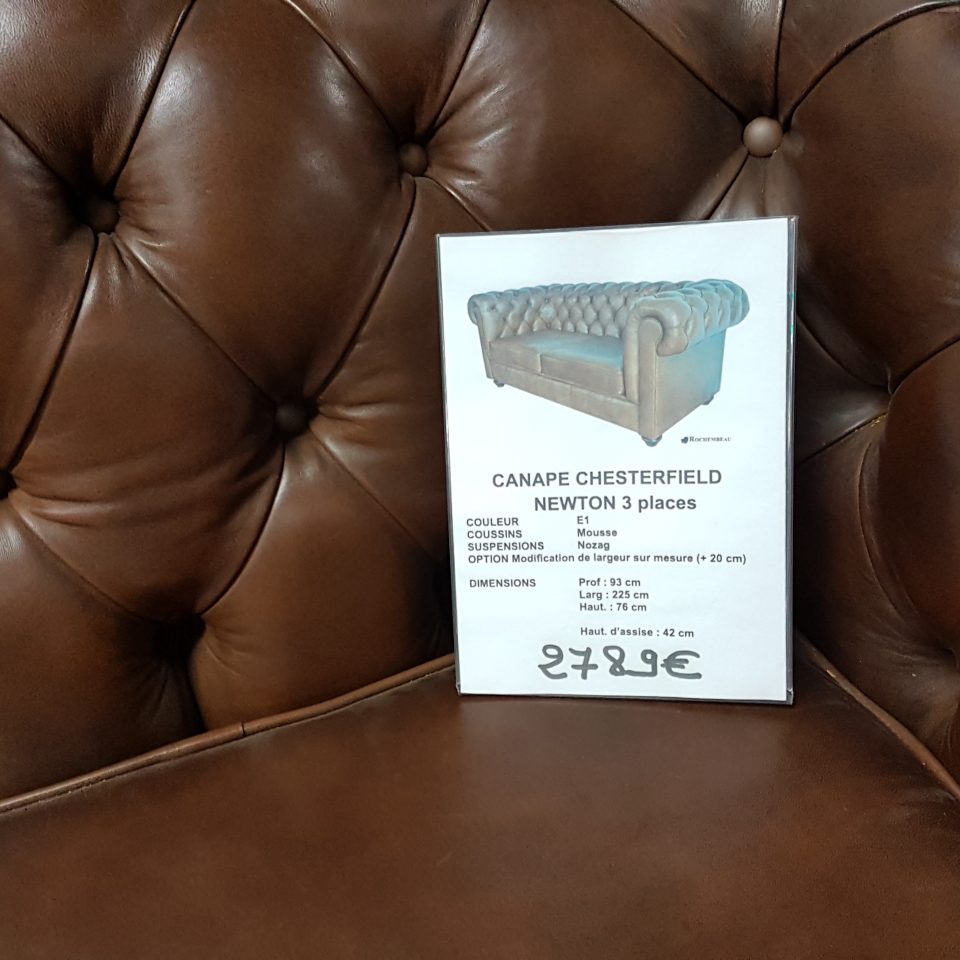 ROCHEMBEAU
CANAPE CHESTERFIELD
NEWTON 3 places
COULEUR E1
COUSSINS Mousse
SUSPENSIONS Nozag
OPTION Modification de largeur sur mesure (+ 20 cm)
DIMENSIONS Prof : 93 cm
Larg : 225 cm
Haut. : 76 cm
Haut. d'assise : 42 cm
2789€